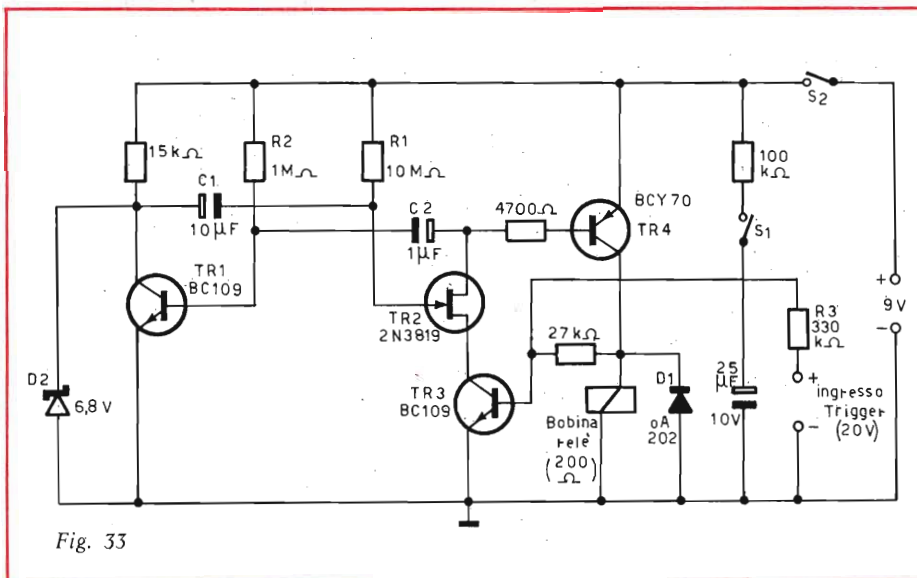 15kΩ
R2
1MΩ
R1
10MΩ
C1
10µF
C2
1µF
4700Ω
BCY70
TR4
100
kΩ
S1
S2
+
9V
-
TR1
BC109
TR2
2N3819
27kΩ
R3
330
kΩ
D2
6,8V
TR3
BC109
Bobina
relè
(200
Ω)
D1
oA
202
25
µF
10V
+
ingresso
Trigger
(20V)
-
Fig. 33